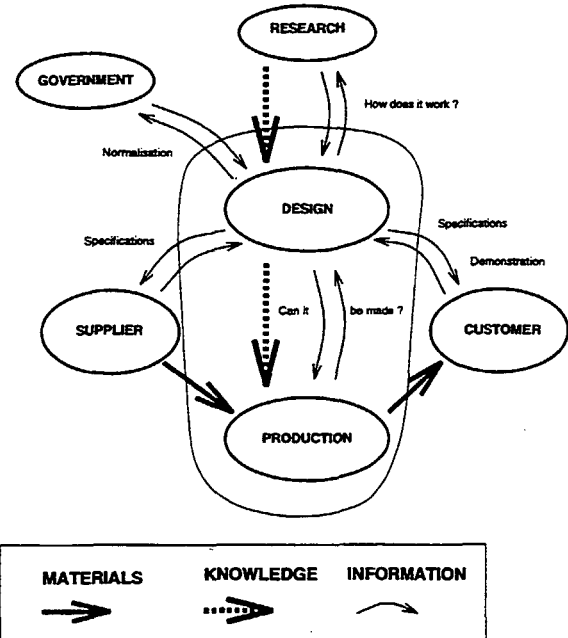 RESEARCH
GOVERNMENT
How does it work ?
Normalisation
DESIGN
Specifications
Specifications
Demonstration
Can it be made ?
SUPPLIER
CUSTOMER
PRODUCTION
MATERIALS KNOWLEDGE INFORMATION